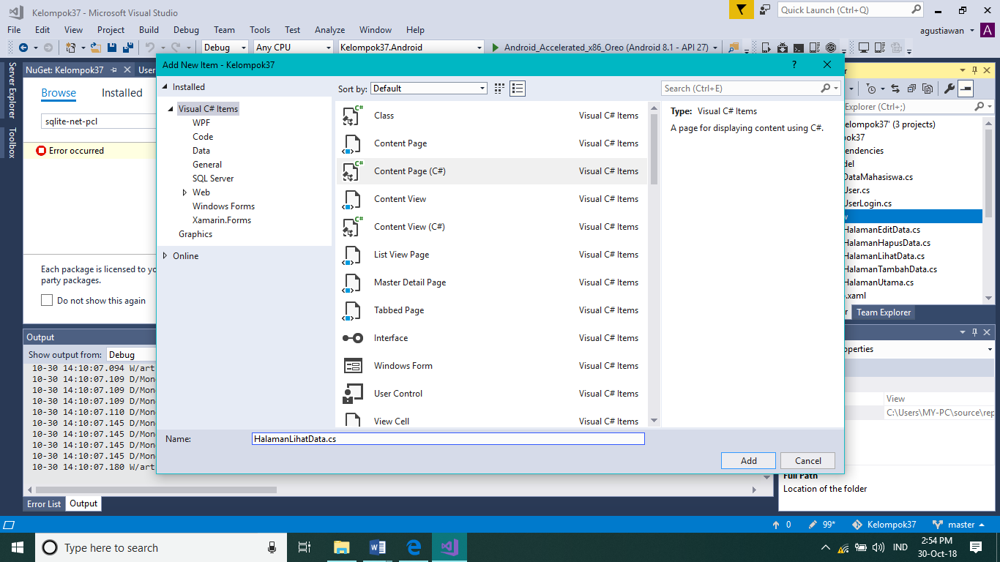 Kelompok37 - Microsoft Visual Studio
Quick Launch (Ctrl+Q)
File Edit View Project Build Debug Team Tools Test Analyze Window Help
agustiawan A
Debug Any CPU Kelompok37.Android Android_Accelerated_x86_Oreo (Android 8.1 - API 27)
Server Explorer
Toolbox
NuGet: Kelompok37 User
Browse Installed
sqlite-net-pcl
Error occurred
Each package is licensed to yo
party packages.
Do not show this again
Add New Item - Kelompok37
?
Installed
Visual C# Items
WPF
Code
Data
General
SQL Server
Web
Windows Forms
Xamarin.Forms
Graphics
Online
Sort by: Default
Search (Ctrl+E)
Class Visual C# Items
Content Page Visual C# Items
Content Page (C#) Visual C# Items
Content View Visual C# Items
Content View (C#) Visual C# Items
List View Page Visual C# Items
Master Detail Page Visual C# Items
Tabbed Page Visual C# Items
Interface Visual C# Items
Windows Form Visual C# Items
User Control Visual C# Items
View Cell Visual C# Items
Type: Visual C# Items
A page for displaying content using C#.
Name: HalamanLihatData.cs
Add Cancel
r
Explorer (Ctrl+;)
elompok37' (3 projects)
ok37
endencies
del
DataMahasiswa.cs
User.cs
UserLogin.cs
w
HalamanEditData.cs
HalamanHapusData.cs
HalamanLihatData.cs
HalamanTambahData.cs
HalamanUtama.cs
.xaml
r Team Explorer
operties
View
C:\Users\MY-PC\source\rep
Full Path
Location of the folder
Output
Show output from: Debug
10-30 14:10:07.094 W/art
10-30 14:10:07.109 D/Mon
10-30 14:10:07.109 D/Mon
10-30 14:10:07.109 D/Mon
10-30 14:10:07.110 D/Mon
10-30 14:10:07.145 D/Mon
10-30 14:10:07.145 D/Mon
10-30 14:10:07.145 D/Mon
10-30 14:10:07.145 D/Mon
10-30 14:10:07.180 W/art
Error List Output
0 99* Kelompok37 master
Type here to search
IND
2:54 PM
30-Oct-18